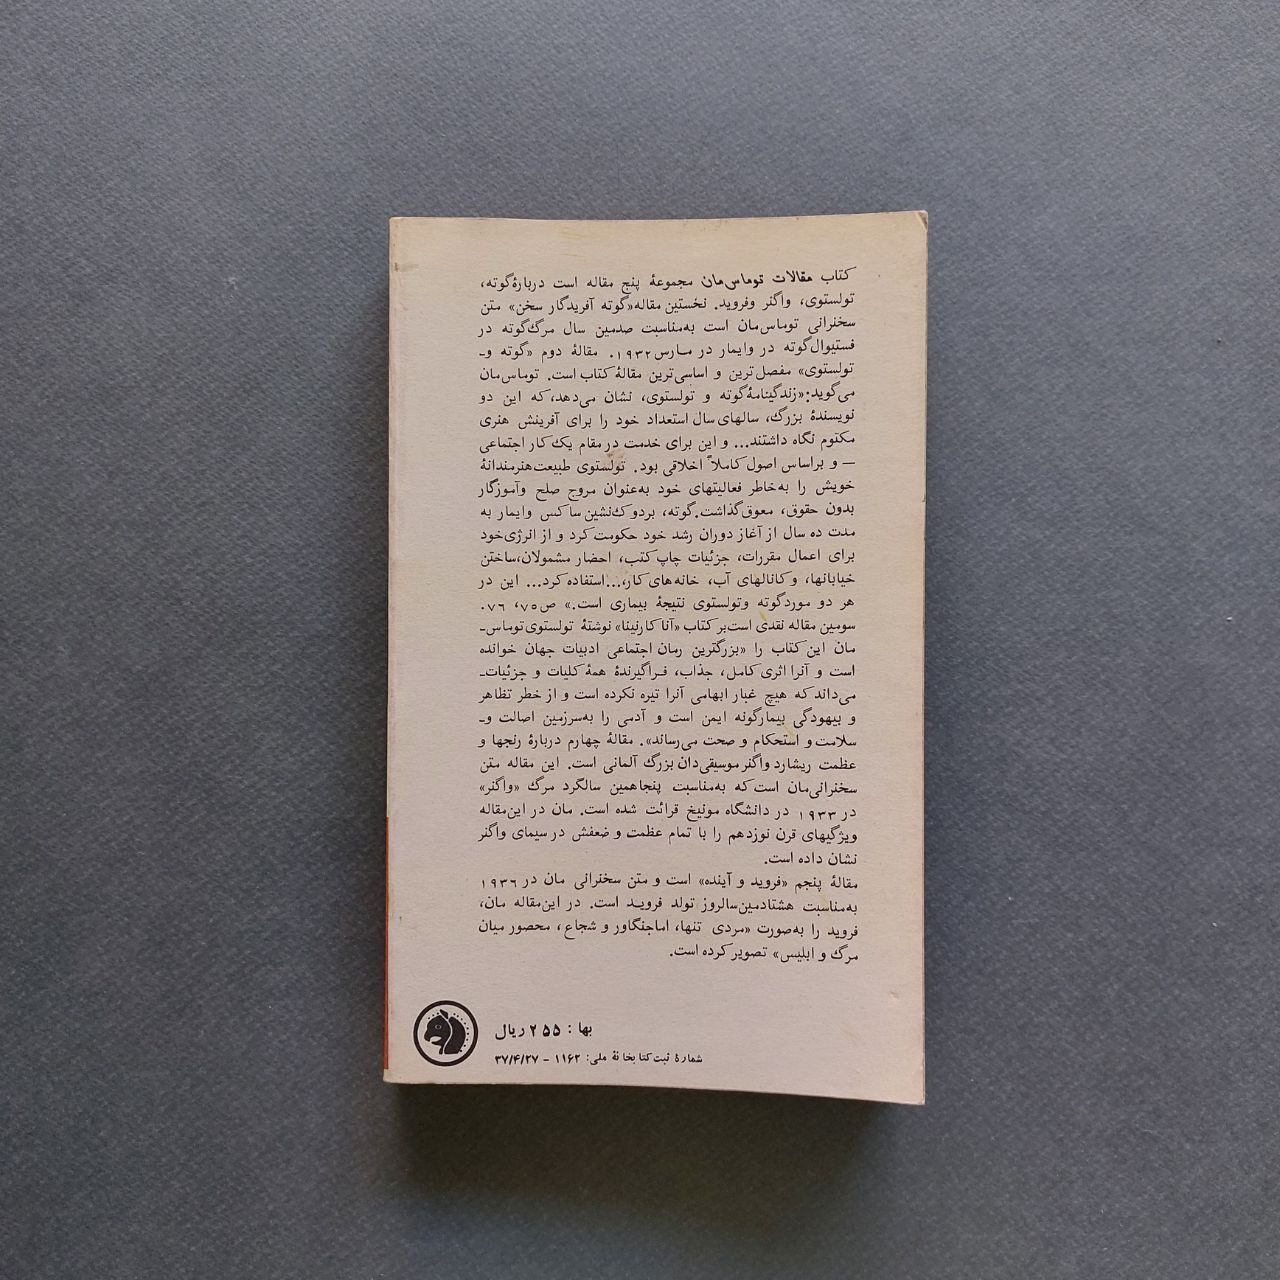 کتاب مقالات توماس‌مان مجموعهٔ پنج مقاله است دربارهٔ گوته،
تولستوی، واگنر وفروید. نخستین مقاله «گوته آفریدگار سخن» متن
سخنرانی توماس‌مان است به‌مناسبت صدمین سال مرگ گوته در
فستیوال گوته در وایمار در مارس ۱۹۳۲. مقالهٔ دوم «گوته و‌ـ
تولستوی» مفصل‌ترین و اساسی‌ترین مقالهٔ کتاب است. توماس‌مان
می‌گوید: «زندگینامهٔ گوته و تولستوی، نشان می‌دهد، که این دو
نویسندهٔ بزرگ، سالهای سال استعداد خود را برای آفرینش هنری
مکتوم نگاه داشتند... و این برای خدمت در مقام یک کار اجتماعی
— و براساس اصول کاملاً اخلاقی بود. تولستوی طبیعت هنرمندانهٔ
خویش را به‌خاطر فعالیتهای خود به‌عنوان مروج صلح وآموزگار
بدون حقوق، معوق گذاشت. گوته، بردوک‌نشین ساکس وایمار به
مدت ده سال از آغاز دوران رشد خود حکومت کرد و از انرژی خود
برای اعمال مقررات، جزئیات چاپ کتب، احضار مشمولان، ساختن
خیابانها، و کانالهای آب، خانه‌های کار،... استفاده کرد... این در
هر دو مورد گوته وتولستوی نتیجهٔ بیماری است.» ص۷۵، ۷۶.
سومین مقاله نقدی است بر کتاب «آنا کارنینا» نوشتهٔ تولستوی توماس‌ـ
مان این کتاب را «بزرگترین رمان اجتماعی ادبیات جهان خوانده
است و آنرا اثری کامل، جذاب، فراگیرندهٔ همهٔ کلیات و جزئیات‌ـ
می‌داند که هیچ غبار ابهامی آنرا تیره نکرده است و از خطر تظاهر
و بیهودگی بیمارگونه ایمن است و آدمی را به‌سرزمین اصالت و‌ـ
سلامت و استحکام و صحت می‌رساند». مقالهٔ چهارم دربارهٔ رنجها و
عظمت ریشارد واگنر موسیقی‌دان بزرگ آلمانی است. این مقاله متن
سخنرانی مان است که به‌مناسبت پنجاهمین سالگرد مرگ «واگنر»
در ۱۹۳۳ در دانشگاه مونیخ قرائت شده است. مان در این مقاله
ویژگیهای قرن نوزدهم را با تمام عظمت و ضعفش در سیمای واگنر
نشان داده است.
مقالهٔ پنجم «فروید و آینده» است و متن سخنرانی مان در ۱۹۳۶
به‌مناسبت هشتادمین سالروز تولد فروید است. در این مقاله مان،
فروید را به‌صورت «مردی تنها، اما جنگاور و شجاع، محصور میان
مرگ و ابلیس» تصویر کرده است.
بها: ۲۵۵ ریال
شمارهٔ ثبت کتابخانهٔ ملی: ۱۱۶۲ - ۳۷/۴/۲۷